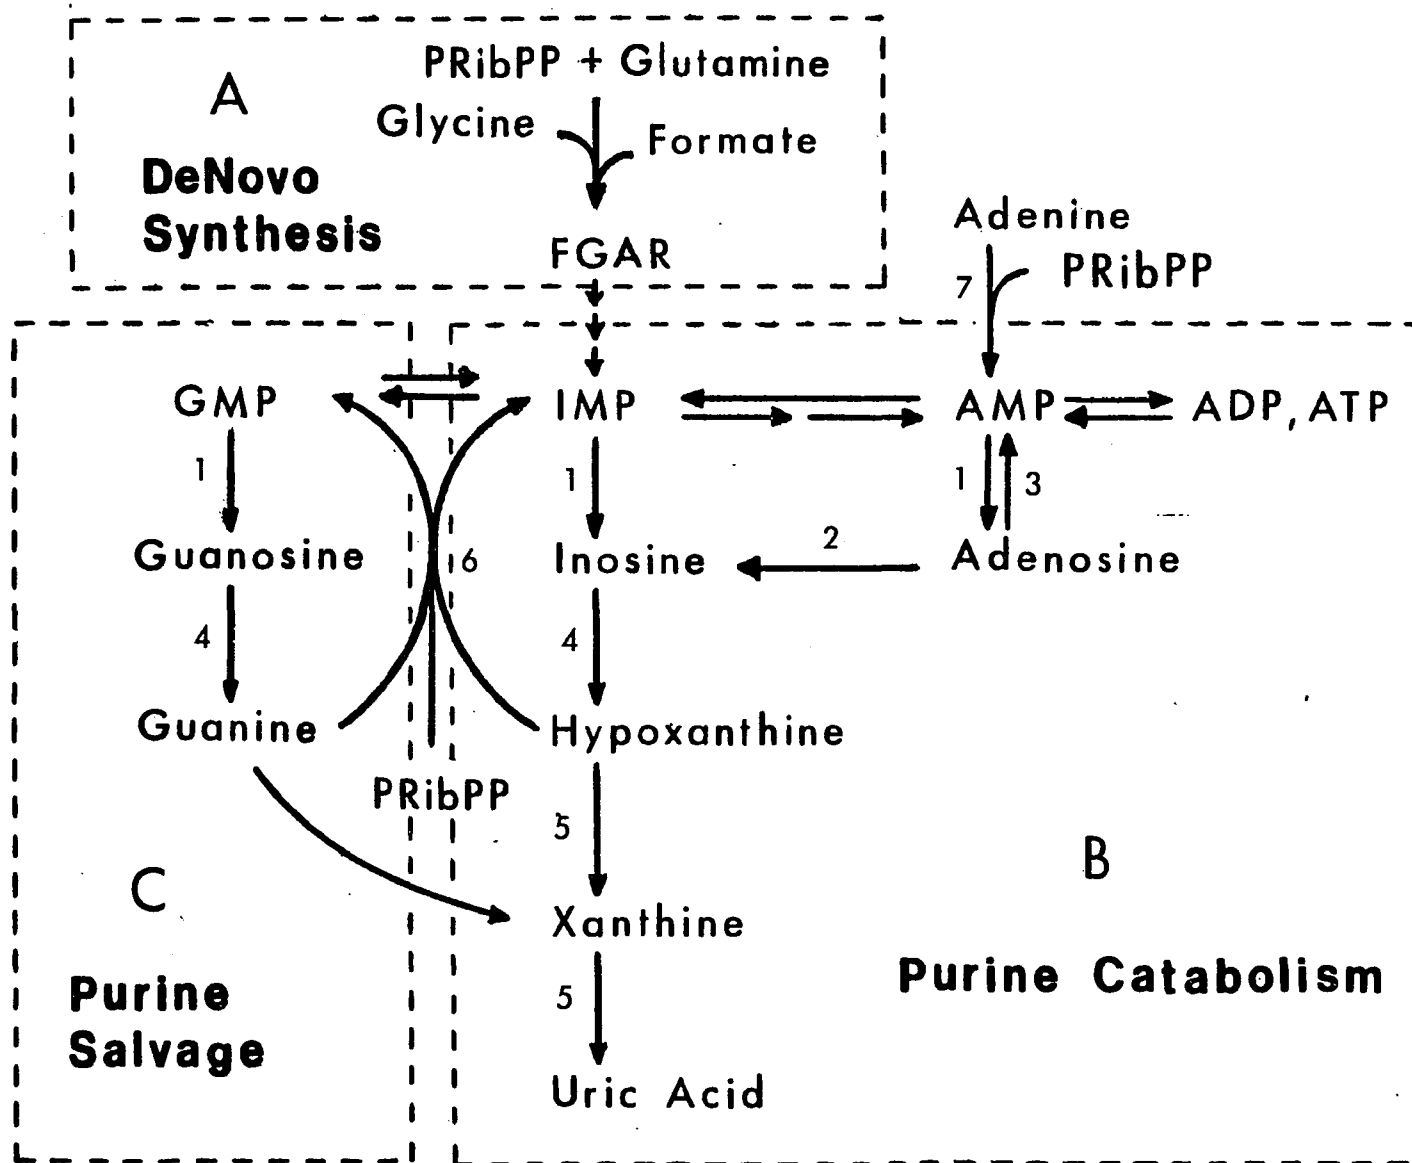 PRibPP + Glutamine
A
Glycine
Formate
DeNovo
Synthesis
FGAR
Adenine
7
PRibPP
GMP
IMP
AMP
ADP, ATP
1
1
1
3
Guanosine
6
Inosine
2
Adenosine
4
4
Guanine
Hypoxanthine
PRibPP
5
C
B
Xanthine
Purine
Salvage
5
Purine Catabolism
Uric Acid